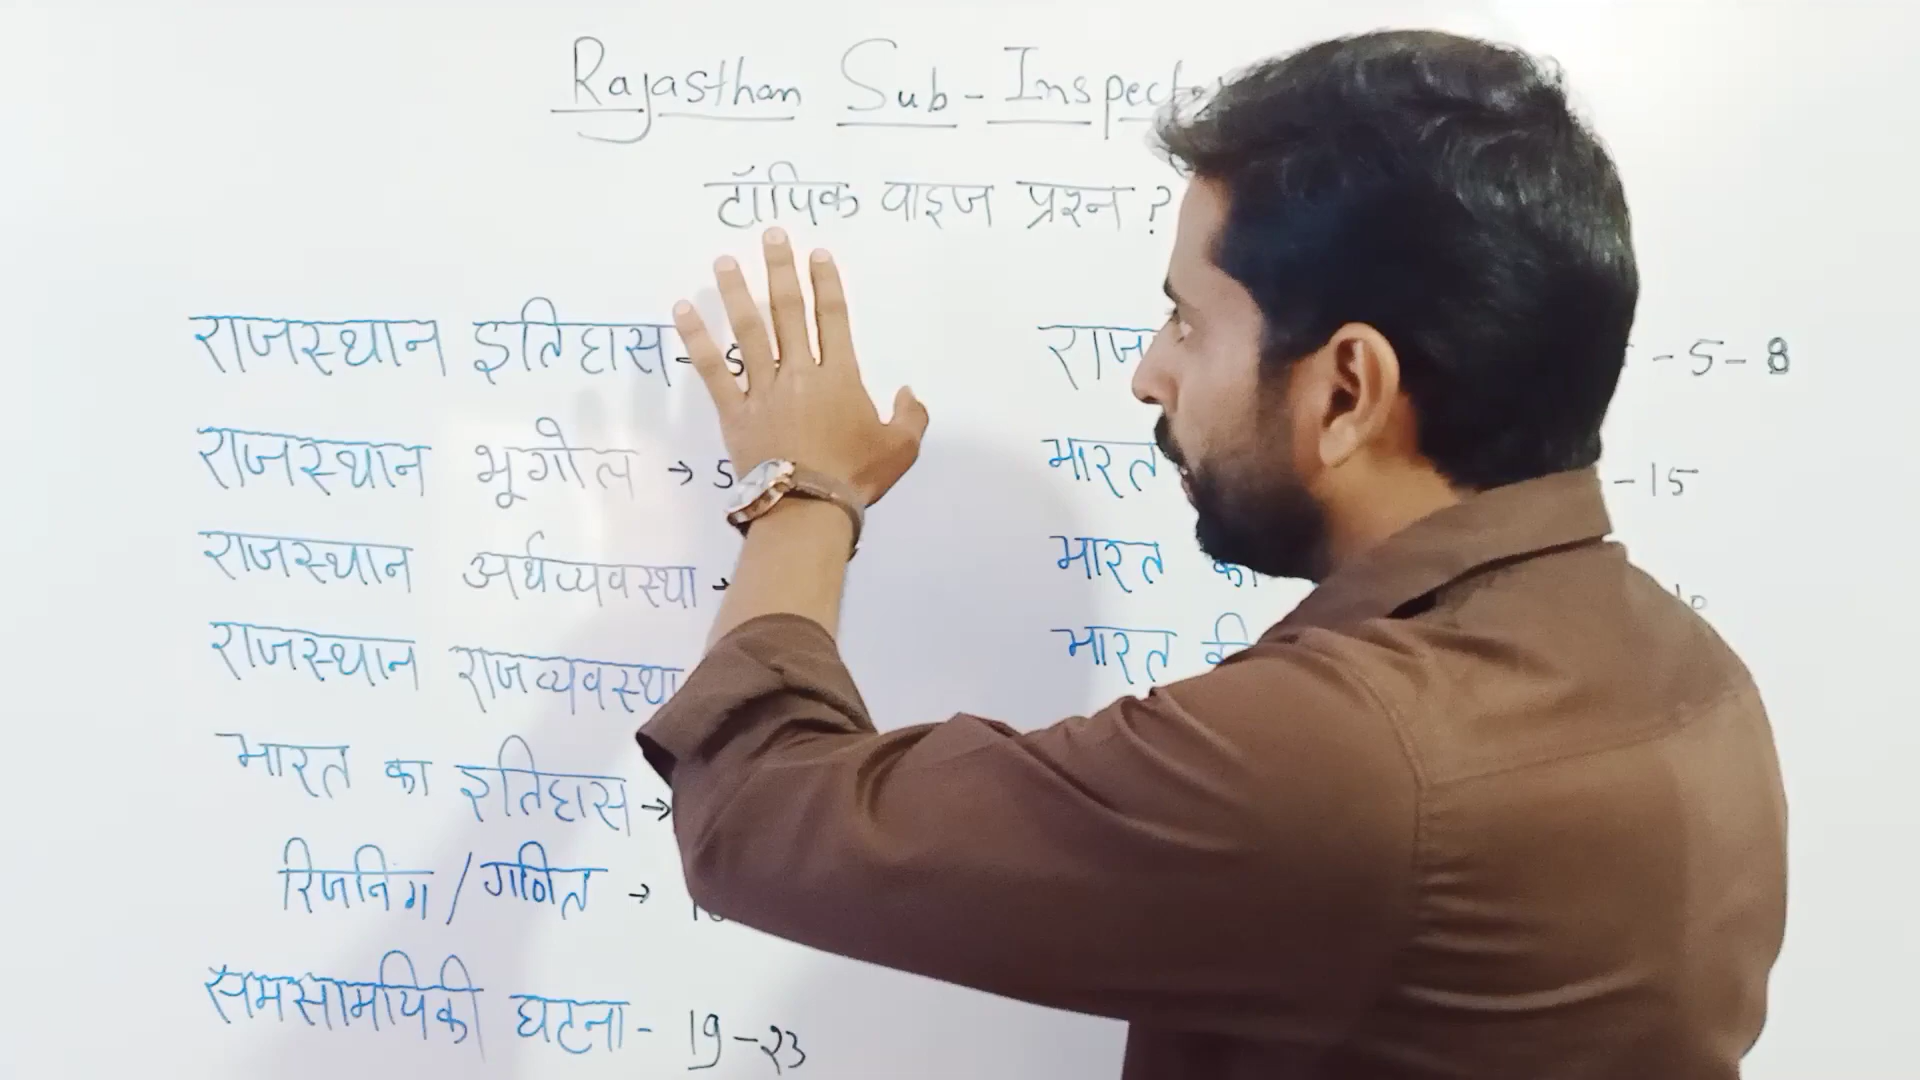 Rajasthan Sub-Inspector
टॉपिक वाइज प्रश्न ?
राजस्थान इतिहास - 5
राजस्थान भूगोल → 5
राजस्थान अर्थव्यवस्था →
राजस्थान राजव्यवस्था
भारत का इतिहास →
रिजनिंग / गणित →
समसामयिकी घटना - 19-23
- 5 - 8
भारत - 15
भारत का
भारत की